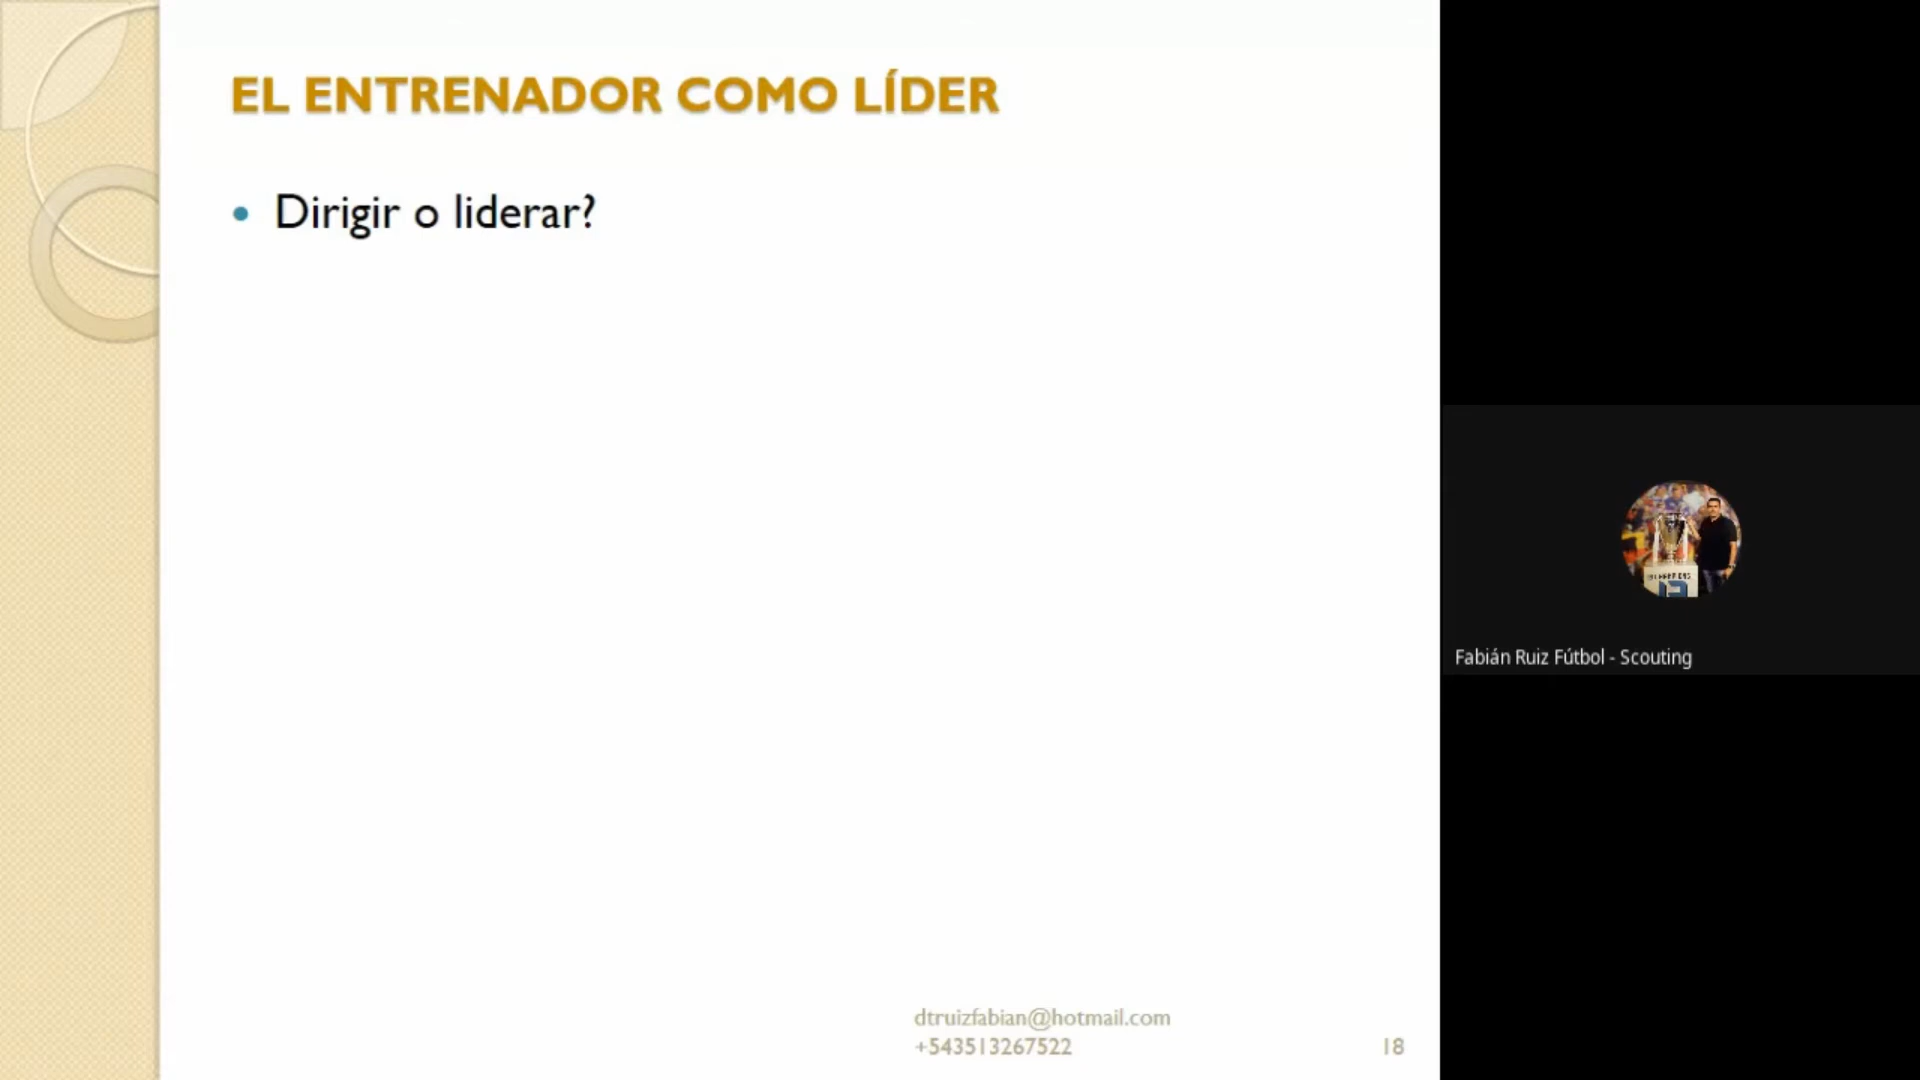 EL ENTRENADOR COMO LÍDER
• Dirigir o liderar?
Fabián Ruiz Fútbol - Scouting
dtruizfabian@hotmail.com
+543513267522
18